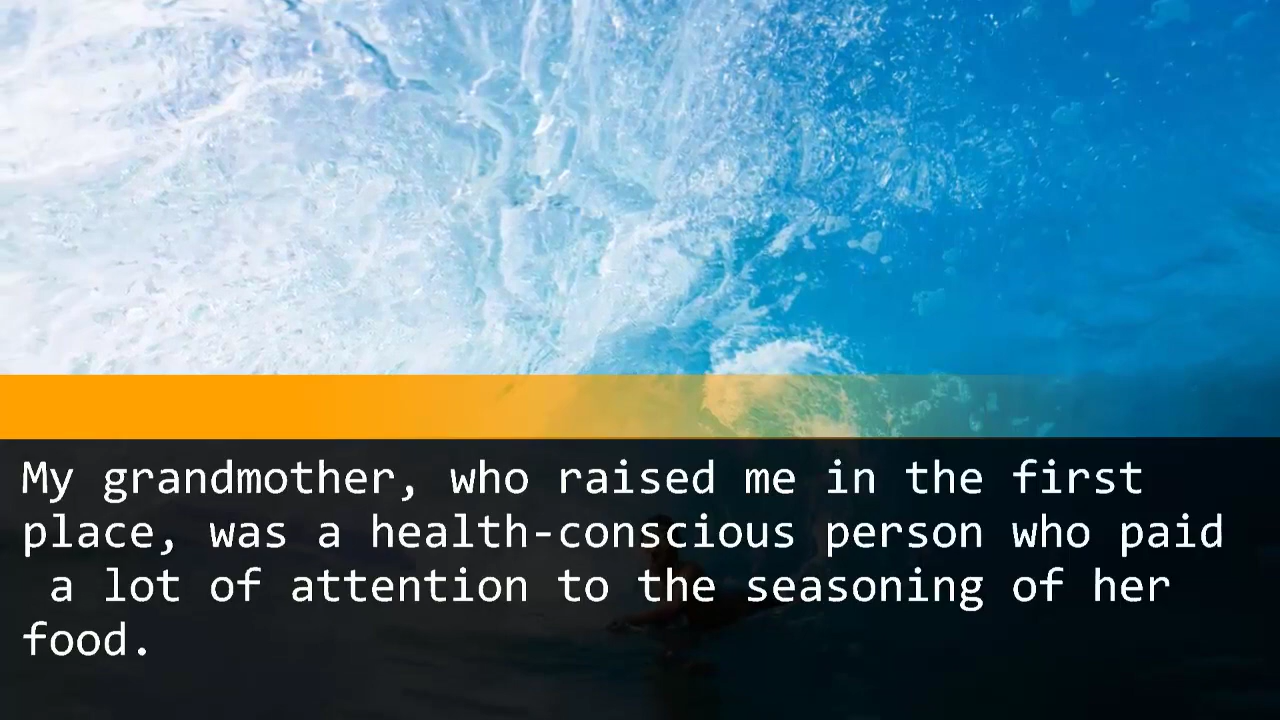 My grandmother, who raised me in the first
place, was a health-conscious person who paid
a lot of attention to the seasoning of her
food.